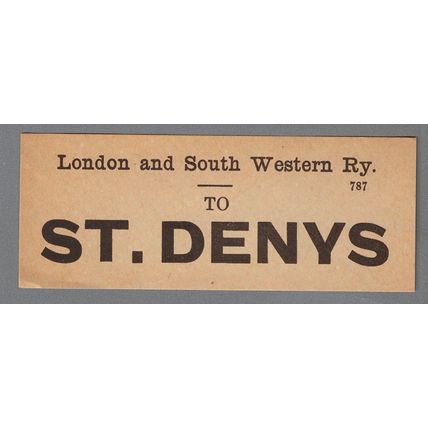 London and South Western Ry.
787
TO
ST. DENYS